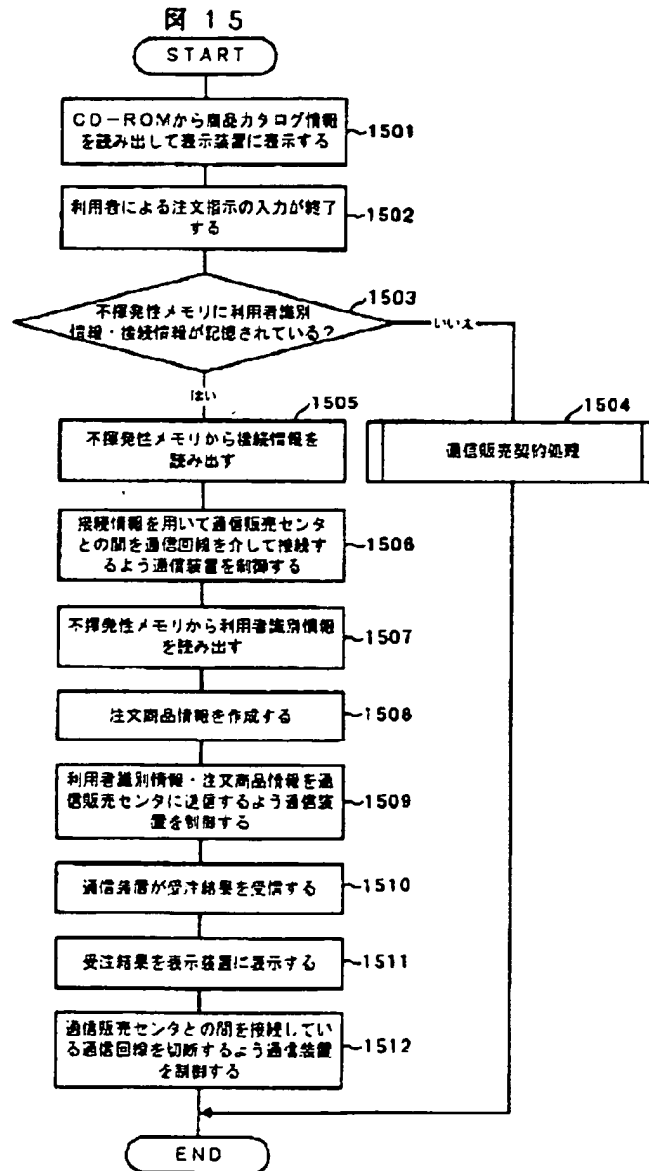 図 15
START
CD-ROMから商品カタログ情報
を読み出して表示装置に表示する
1501
利用者による注文指示の入力が終了
する
1502
1503
不揮発性メモリに利用者識別
情報・接続情報が記憶されている？
いいえ
はい
1505
不揮発性メモリから接続情報を
読み出す
1504
通信販売契約処理
接続情報を用いて通信販売センタ
との間を通信回線を介して接続す
るよう通信装置を制御する
1506
不揮発性メモリから利用者識別情報
を読み出す
1507
注文商品情報を作成する
1508
利用者識別情報・注文商品情報を通
信販売センタに送信するよう通信装
置を制御する
1509
通信装置が受注結果を受信する
1510
受注結果を表示装置に表示する
1511
通信販売センタとの間を接続してい
る通信回線を切断するよう通信装置
を制御する
1512
END